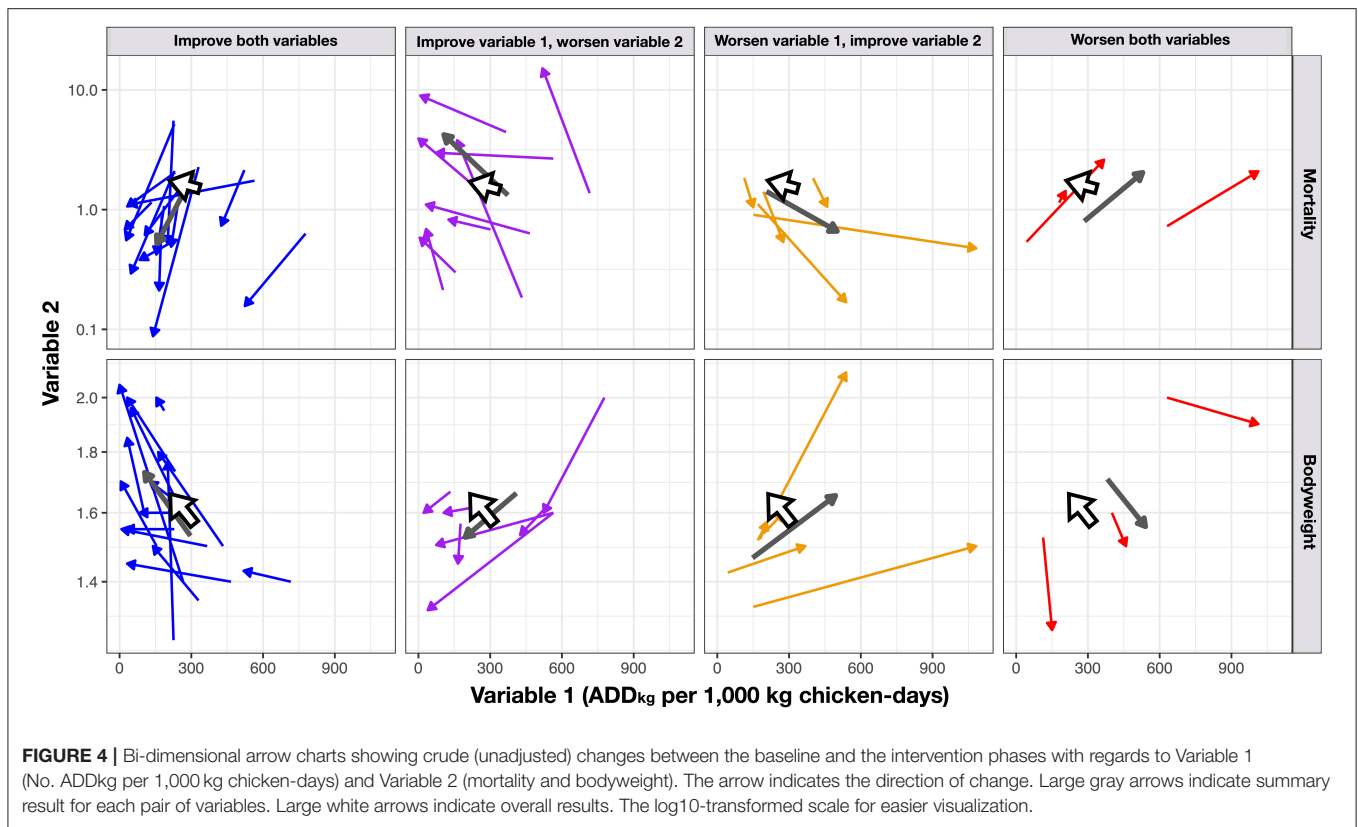 Improve both variables
Improve variable 1, worsen variable 2
Worsen variable 1, improve variable 2
Worsen both variables
10.0
1.0
0.1
Mortality
Variable 2
2.0
1.8
1.6
1.4
Bodyweight
0 300 600 900 0 300 600 900 0 300 600 900 0 300 600 900
Variable 1 (ADDkg per 1,000 kg chicken-days)
FIGURE 4 | Bi-dimensional arrow charts showing crude (unadjusted) changes between the baseline and the intervention phases with regards to Variable 1
(No. ADDkg per 1,000 kg chicken-days) and Variable 2 (mortality and bodyweight). The arrow indicates the direction of change. Large gray arrows indicate summary
result for each pair of variables. Large white arrows indicate overall results. The log10-transformed scale for easier visualization.